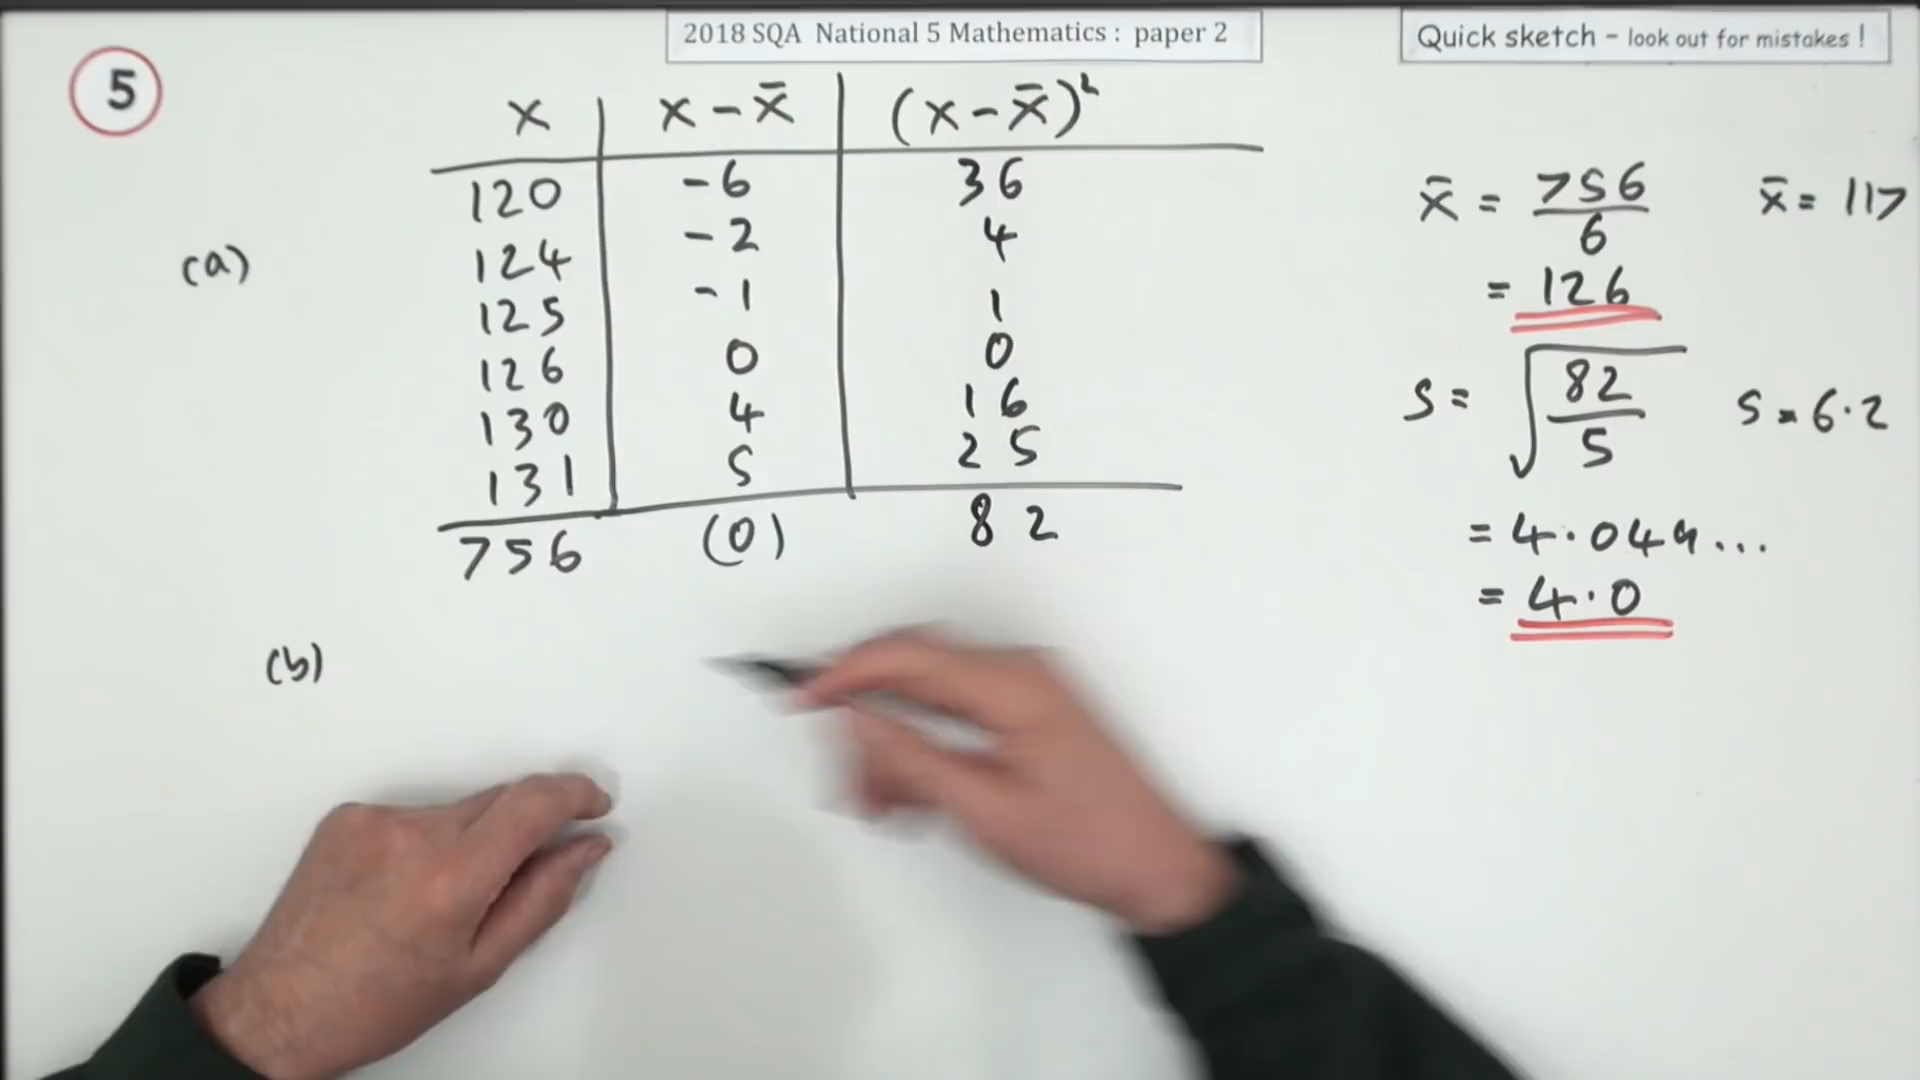 2018 SQA National 5 Mathematics : paper 2
Quick sketch – look out for mistakes !
5
x | x - x̄ | (x - x̄)²
120 | -6 | 36
124 | -2 | 4
125 | -1 | 1
126 | 0 | 0
130 | 4 | 16
131 | 5 | 25
756 | (0) | 82
(a)
(b)
x̄ = 756/6    x̄ = 117
= 126
s = √(82/5)    s = 6.2
= 4.049...
= 4.0